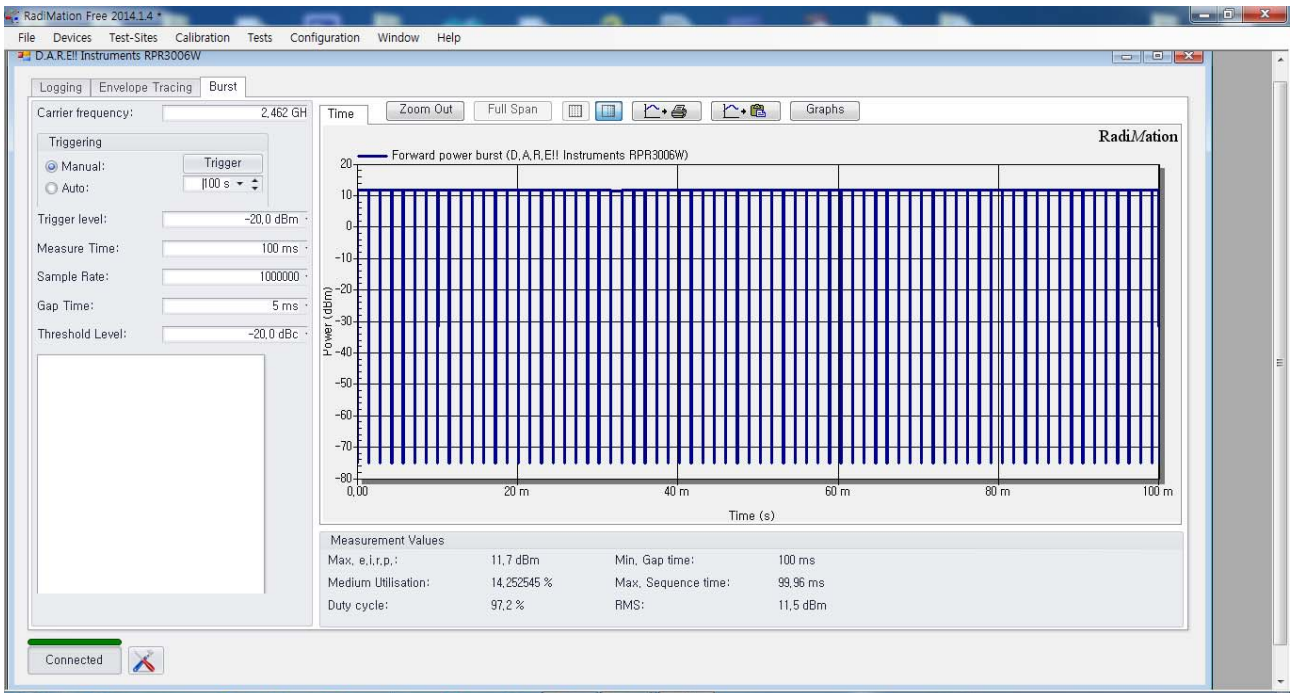 RadiMation Free 2014.1.4 *
File Devices Test-Sites Calibration Tests Configuration Window Help
D.A.R.E!! Instruments RPR3006W
Logging Envelope Tracing Burst
Carrier frequency: 2,462 GH
Triggering
Manual: Trigger
Auto: 100 s
Trigger level: -20,0 dBm
Measure Time: 100 ms
Sample Rate: 1000000
Gap Time: 5 ms
Threshold Level: -20,0 dBc
Time Zoom Out Full Span Graphs
RadiMation
Forward power burst (D,A,R,E!! Instruments RPR3006W)
20
10
0
-10
-20
-30
-40
-50
-60
-70
-80
Power (dBm)
0,00 20 m 40 m 60 m 80 m 100 m
Time (s)
Measurement Values
Max, e,i,r,p,: 11,7 dBm Min, Gap time: 100 ms
Medium Utilisation: 14,252545 % Max, Sequence time: 99,96 ms
Duty cycle: 97,2 % RMS: 11,5 dBm
Connected